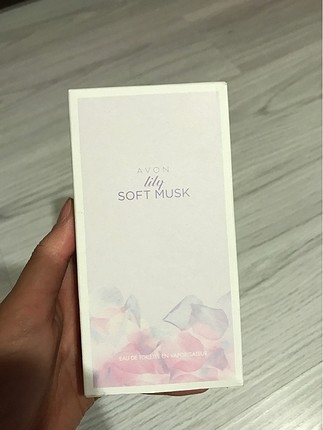 AVON
lily
SOFT MUSK
EAU DE TOILETTE EN VAPORISATEUR